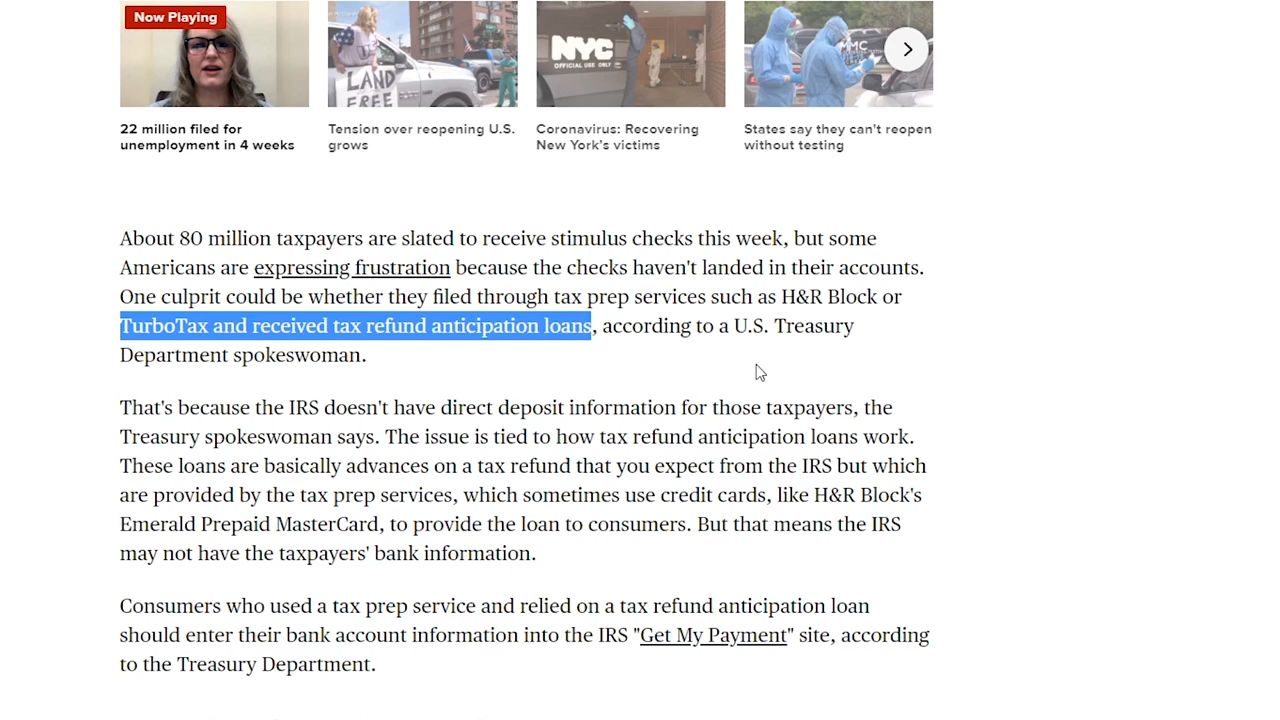 Now Playing
LAND
FREE
NYC
OFFICIAL USE ONLY
MMC
22 million filed for
unemployment in 4 weeks
Tension over reopening U.S.
grows
Coronavirus: Recovering
New York's victims
States say they can't reopen
without testing
About 80 million taxpayers are slated to receive stimulus checks this week, but some
Americans are expressing frustration because the checks haven't landed in their accounts.
One culprit could be whether they filed through tax prep services such as H&R Block or
TurboTax and received tax refund anticipation loans, according to a U.S. Treasury
Department spokeswoman.
That's because the IRS doesn't have direct deposit information for those taxpayers, the
Treasury spokeswoman says. The issue is tied to how tax refund anticipation loans work.
These loans are basically advances on a tax refund that you expect from the IRS but which
are provided by the tax prep services, which sometimes use credit cards, like H&R Block's
Emerald Prepaid MasterCard, to provide the loan to consumers. But that means the IRS
may not have the taxpayers' bank information.
Consumers who used a tax prep service and relied on a tax refund anticipation loan
should enter their bank account information into the IRS "Get My Payment" site, according
to the Treasury Department.